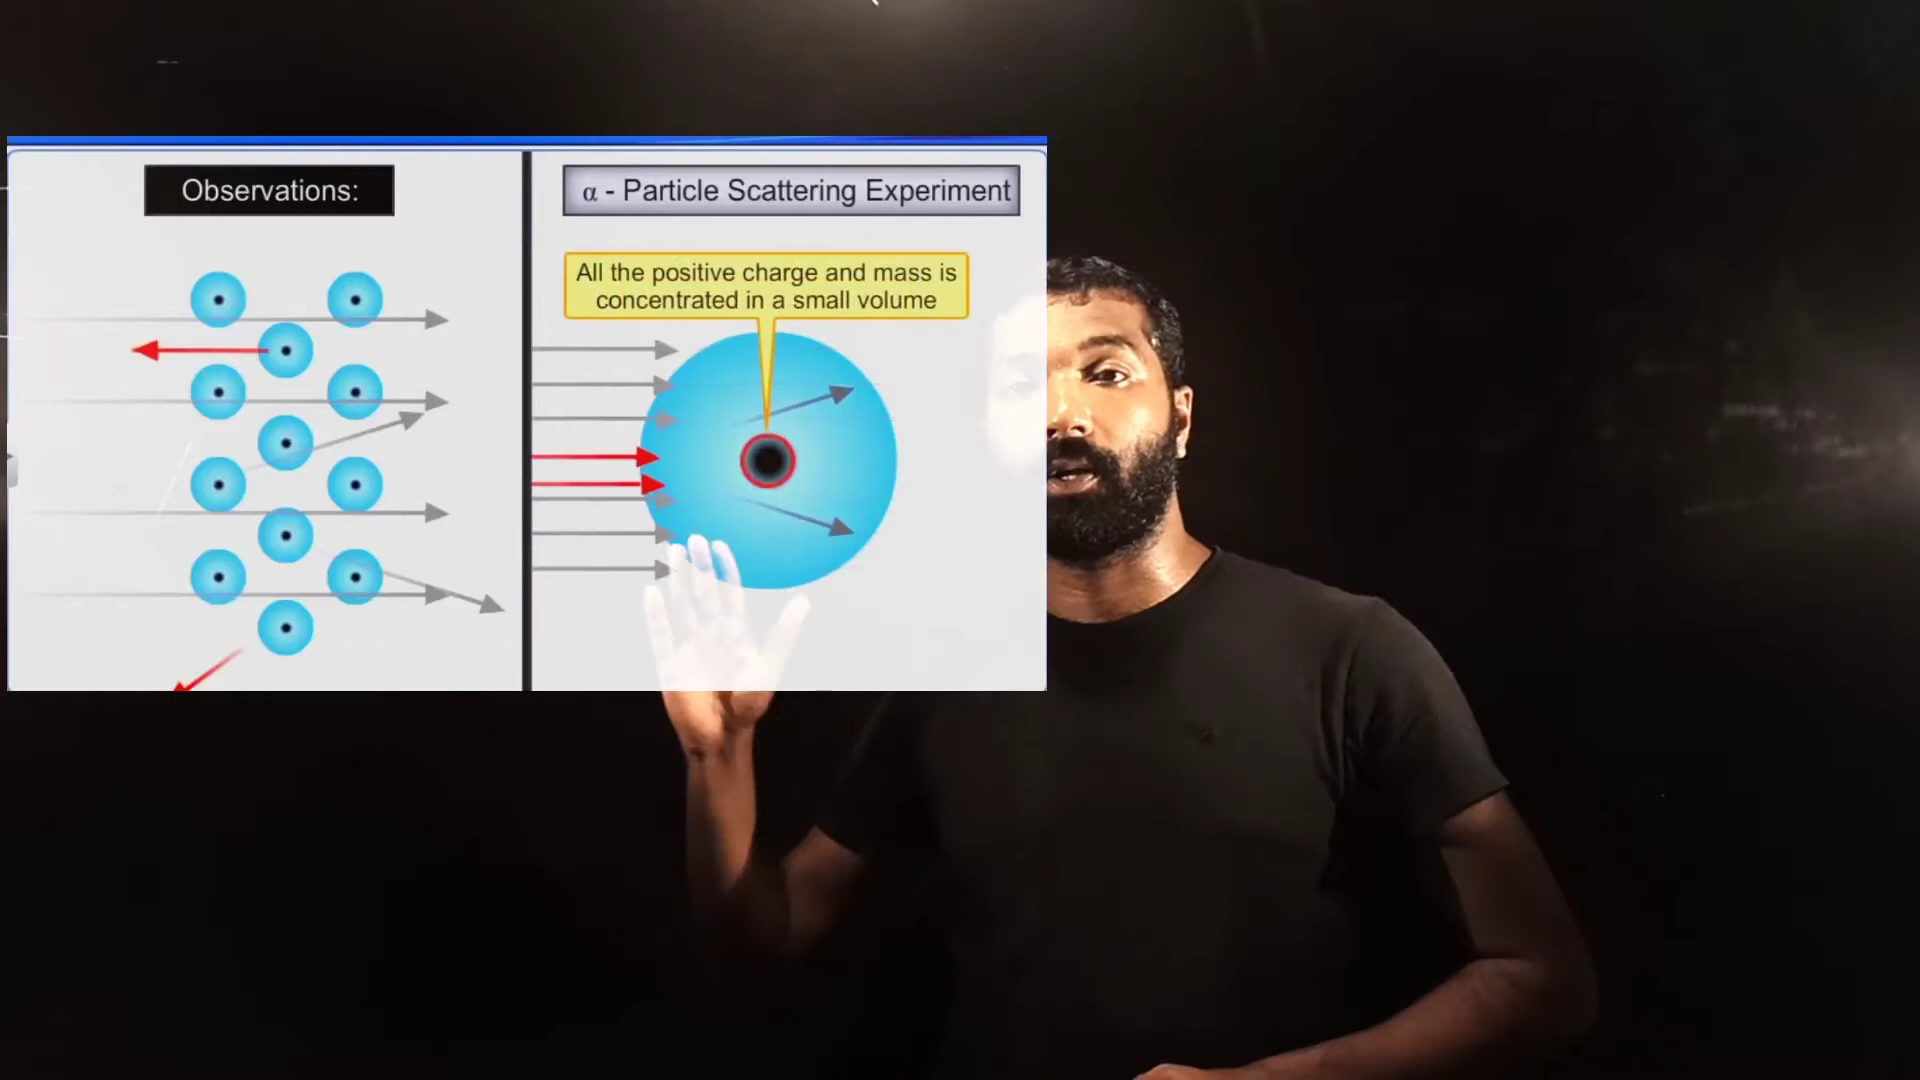 Observations:
α - Particle Scattering Experiment
All the positive charge and mass is
concentrated in a small volume